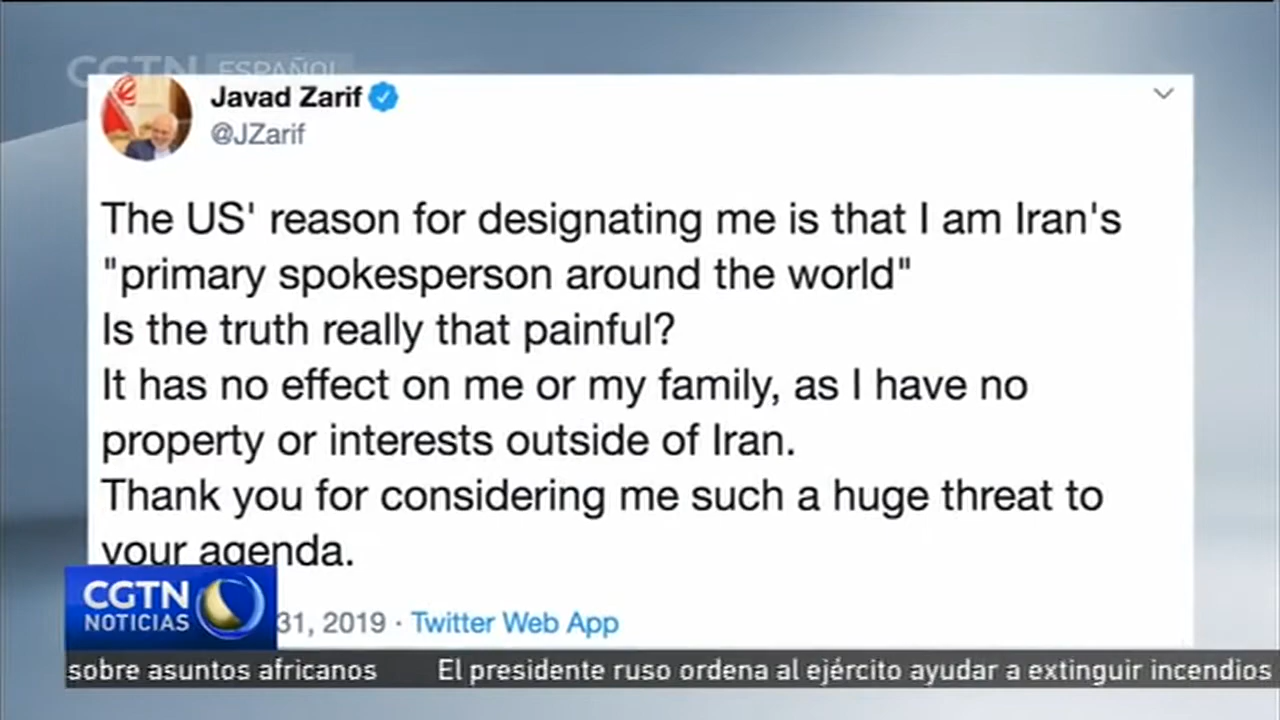 CGTN ESPAÑOL
Javad Zarif
@JZarif
The US' reason for designating me is that I am Iran's
"primary spokesperson around the world"
Is the truth really that painful?
It has no effect on me or my family, as I have no
property or interests outside of Iran.
Thank you for considering me such a huge threat to
your agenda.
31, 2019 · Twitter Web App
CGTN
NOTICIAS
sobre asuntos africanos El presidente ruso ordena al ejército ayudar a extinguir incendios